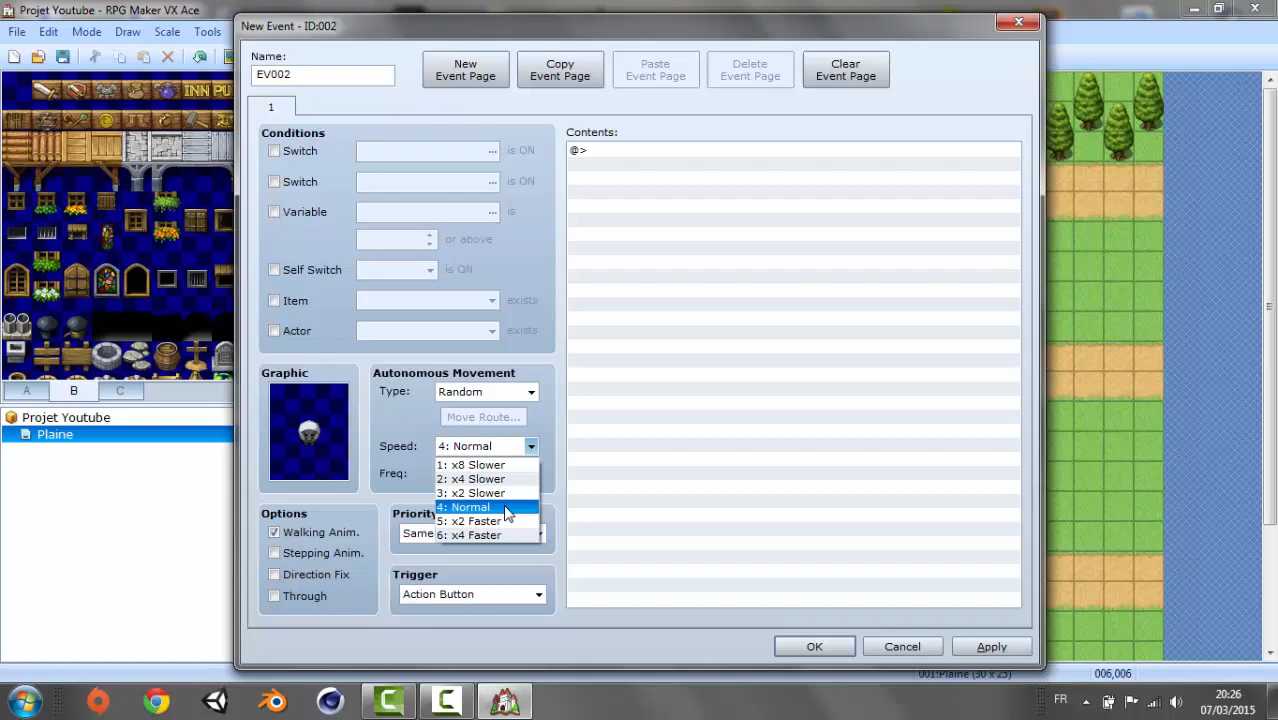 Projet Youtube - RPG Maker VX Ace
File Edit Mode Draw Scale Tools
New Event - ID:002
Name:
EV002
New
Event Page
Copy
Event Page
Paste
Event Page
Delete
Event Page
Clear
Event Page
1
Conditions
Switch ... is ON
Switch ... is ON
Variable ... is
or above
Self Switch is ON
Item exists
Actor exists
Contents:
@>
Graphic
Autonomous Movement
Type: Random
Move Route...
Speed: 4: Normal
1: x8 Slower
2: x4 Slower
3: x2 Slower
4: Normal
5: x2 Faster
6: x4 Faster
Freq:
Options
Walking Anim.
Stepping Anim.
Direction Fix
Through
Priority
Same
Trigger
Action Button
OK Cancel Apply
INN
A B C
Projet Youtube
Plaine
001:Plaine (30 x 25) 006,006
FR
20:26
07/03/2015